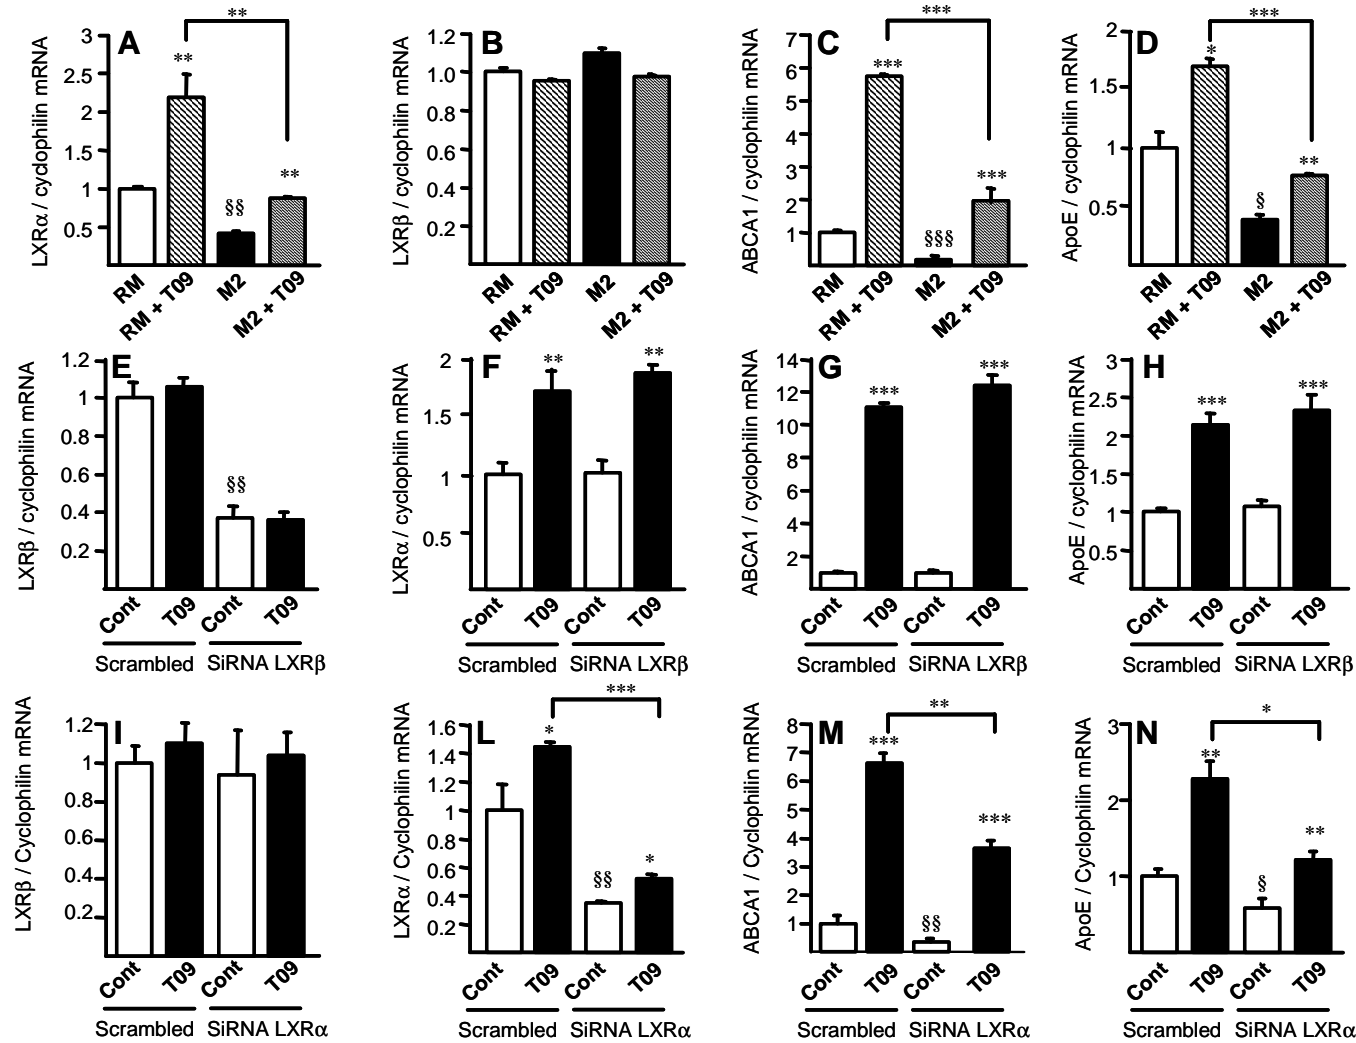 A
LXRα / cyclophilin mRNA
3
2.5
2
1.5
1
0.5
**
**
§§
**
RM
RM + T09
M2
M2 + T09
B
LXRβ / cyclophilin mRNA
1.2
1.0
0.8
0.6
0.4
0.2
RM
RM + T09
M2
M2 + T09
C
ABCA1 / cyclophilin mRNA
7
6
5
4
3
2
1
***
***
§§§
***
RM
RM + T09
M2
M2 + T09
D
ApoE / cyclophilin mRNA
2
1.5
1
0.5
***
*
§
**
RM
RM + T09
M2
M2 + T09
E
LXRβ / cyclophilin mRNA
1.2
1
0.8
0.6
0.4
0.2
§§
Cont
T09
Cont
T09
Scrambled
SiRNA LXRβ
F
LXRα / cyclophilin mRNA
2
1.5
1
0.5
**
**
Cont
T09
Cont
T09
Scrambled
SiRNA LXRβ
G
ABCA1 / cyclophilin mRNA
14
12
10
8
6
4
2
***
***
Cont
T09
Cont
T09
Scrambled
SiRNA LXRβ
H
ApoE / cyclophilin mRNA
3
2.5
2
1.5
1
0.5
***
***
Cont
T09
Cont
T09
Scrambled
SiRNA LXRβ
I
LXRβ / Cyclophilin mRNA
1.2
1
0.8
0.6
0.4
0.2
Cont
T09
Cont
T09
Scrambled
SiRNA LXRα
L
LXRα / Cyclophilin mRNA
1.6
1.4
1.2
1
0.8
0.6
0.4
0.2
***
*
§§
*
Cont
T09
Cont
T09
Scrambled
SiRNA LXRα
M
ABCA1 / Cyclophilin mRNA
8
7
6
5
4
3
2
1
**
***
§§
***
Cont
T09
Cont
T09
Scrambled
SiRNA LXRα
N
ApoE / Cyclophilin mRNA
3
2
1
*
**
§
**
Cont
T09
Cont
T09
Scrambled
SiRNA LXRα